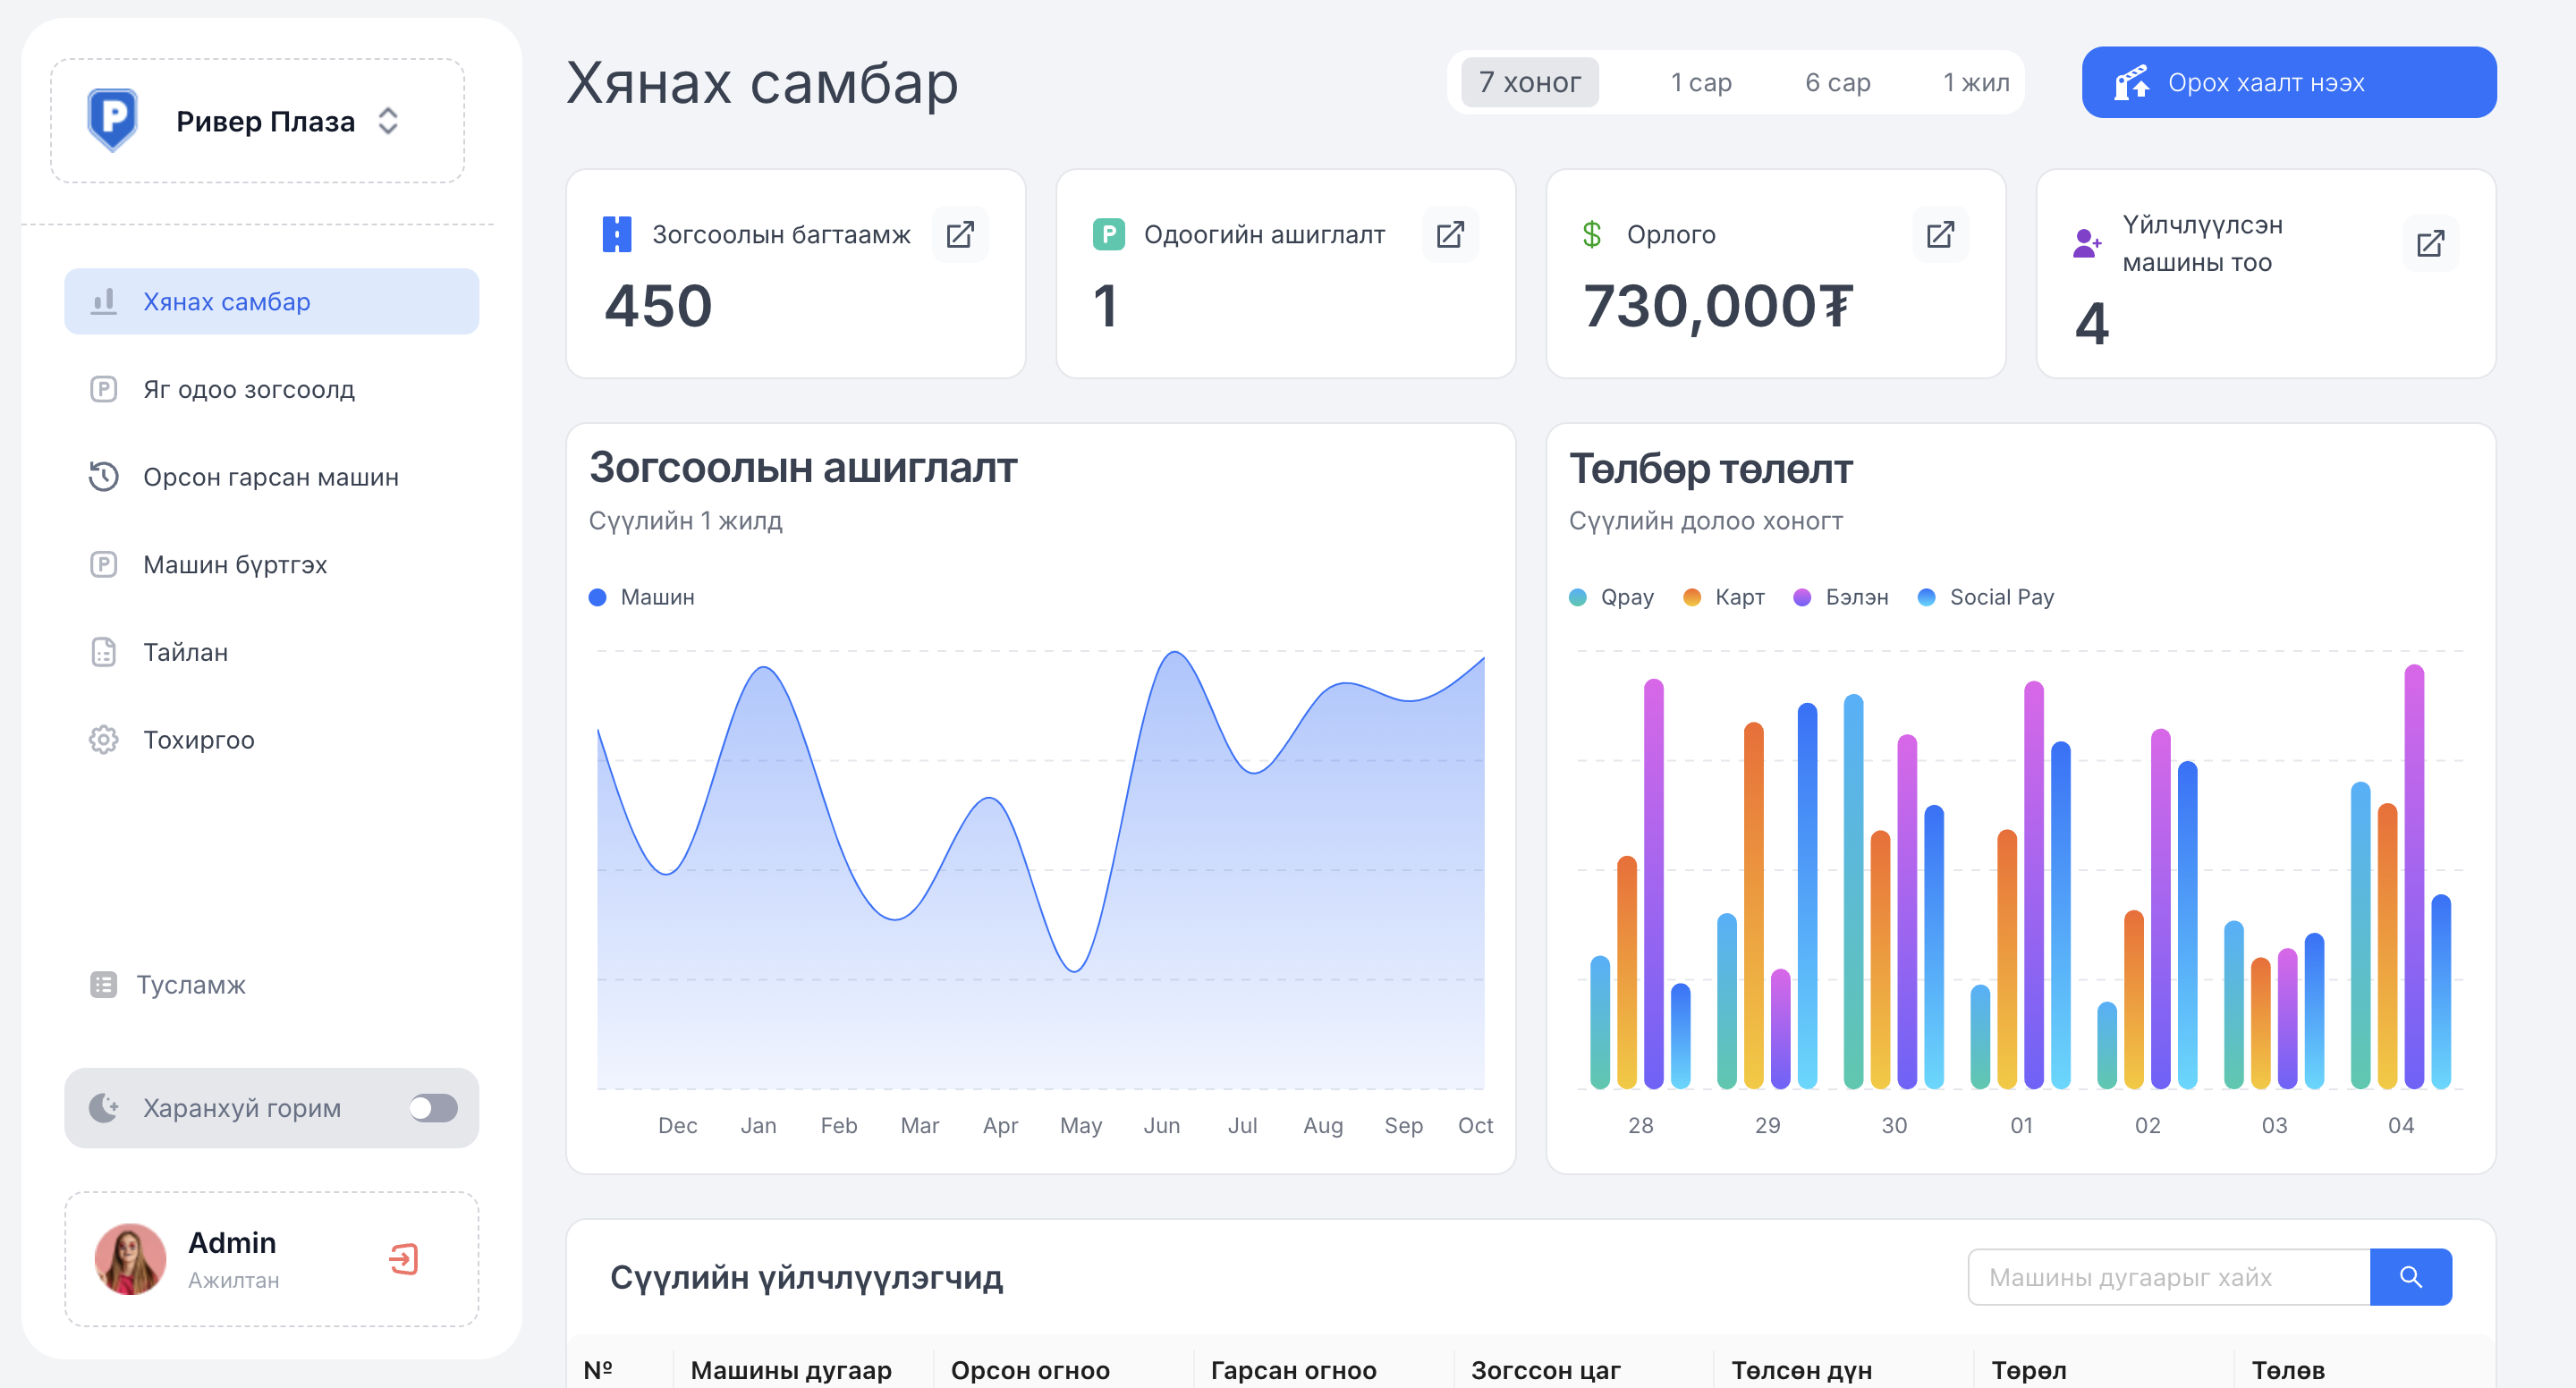 Ривер Плаза
Хянах самбар
Яг одоо зогсоолд
Орсон гарсан машин
Машин бүртгэх
Тайлан
Тохиргоо
Тусламж
Харанхуй горим
Admin
Ажилтан
Хянах самбар
7 хоног 1 сар 6 сар 1 жил
Орох хаалт нээх
Зогсоолын багтаамж
450
P Одоогийн ашиглалт
1
$ Орлого
730,000₮
Үйлчлүүлсэн
машины тоо
4
Зогсоолын ашиглалт
Сүүлийн 1 жилд
Машин
Dec Jan Feb Mar Apr May Jun Jul Aug Sep Oct
Төлбөр төлөлт
Сүүлийн долоо хоногт
Qpay Карт Бэлэн Social Pay
28 29 30 01 02 03 04
Сүүлийн үйлчлүүлэгчид
Машины дугаарыг хайх
№ Машины дугаар Орсон огноо Гарсан огноо Зогссон цаг Төлсөн дүн Төрөл Төлөв